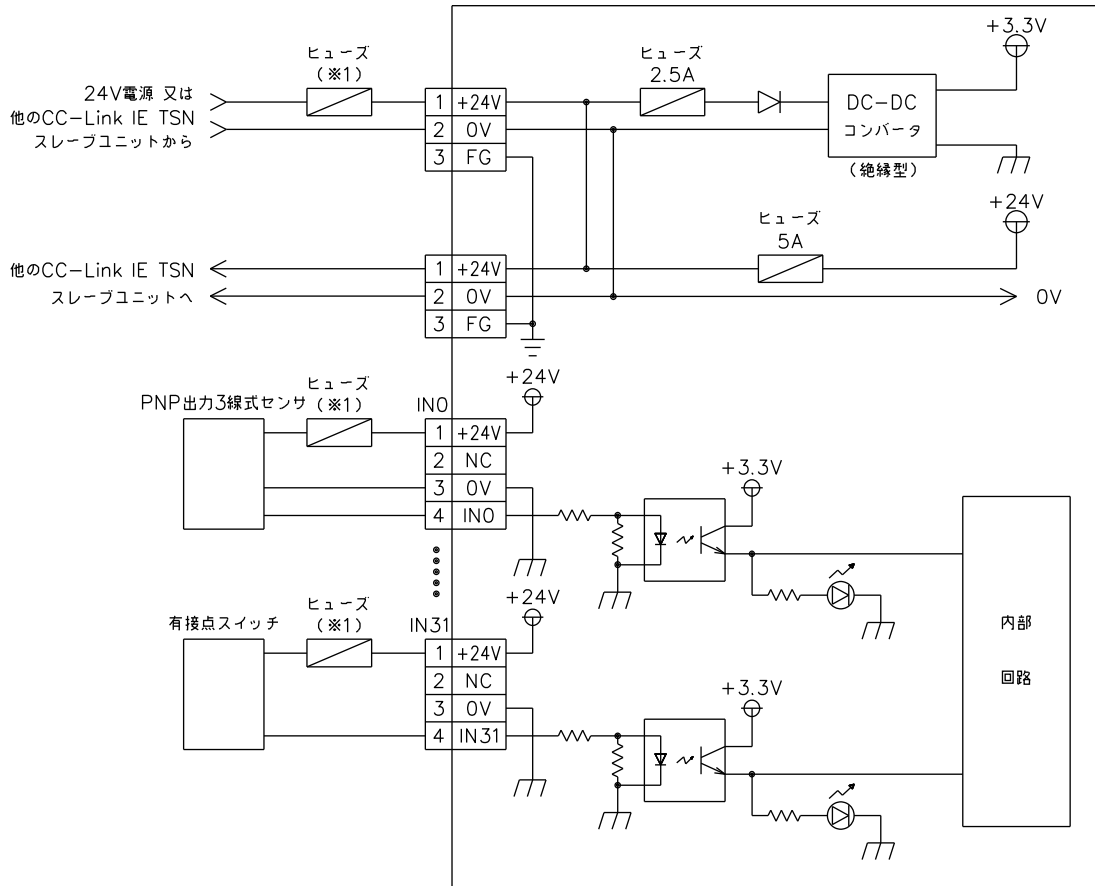 +3.3V
ヒューズ
(※1)
ヒューズ
2.5A
24V電源 又は
他のCC-Link IE TSN
スレーブユニットから
1 +24V
2 0V
3 FG
DC-DC
コンバータ
(絶縁型)
+24V
ヒューズ
5A
他のCC-Link IE TSN
スレーブユニットへ
1 +24V
2 0V
3 FG
0V
+24V
ヒューズ
(※1)
PNP出力3線式センサ
IN0
1 +24V
2 NC
3 0V
4 IN0
+3.3V
+24V
ヒューズ
(※1)
有接点スイッチ
IN31
1 +24V
2 NC
3 0V
4 IN31
+3.3V
内部
回路